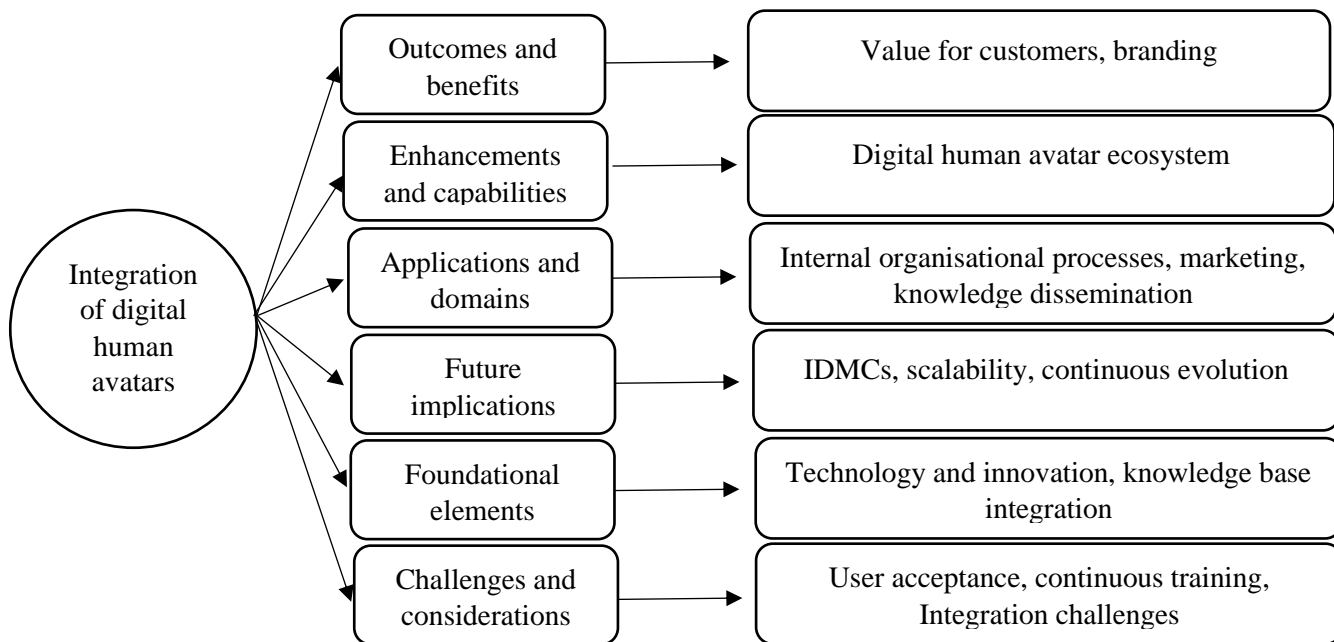 Integration
of digital
human
avatars
Outcomes and
benefits
Value for customers, branding
Enhancements
and capabilities
Digital human avatar ecosystem
Applications and
domains
Internal organisational processes, marketing,
knowledge dissemination
Future
implications
IDMCs, scalability, continuous evolution
Foundational
elements
Technology and innovation, knowledge base
integration
Challenges and
considerations
User acceptance, continuous training,
Integration challenges